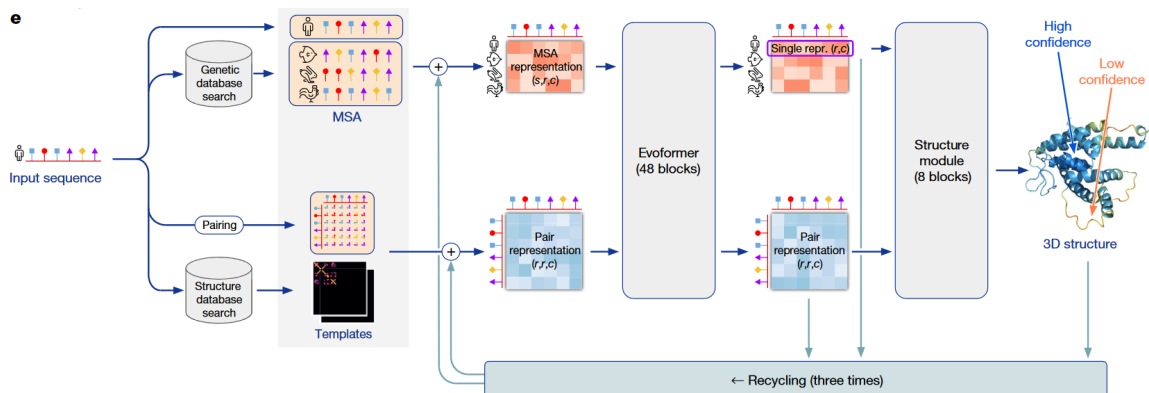 e
Genetic
database
search
MSA
Input sequence
Pairing
Structure
database
search
Templates
+
+
MSA
representation
(s,r,c)
Pair
representation
(r,r,c)
Evoformer
(48 blocks)
Single repr. (r,c)
Pair
representation
(r,r,c)
Structure
module
(8 blocks)
High
confidence
Low
confidence
3D structure
← Recycling (three times)